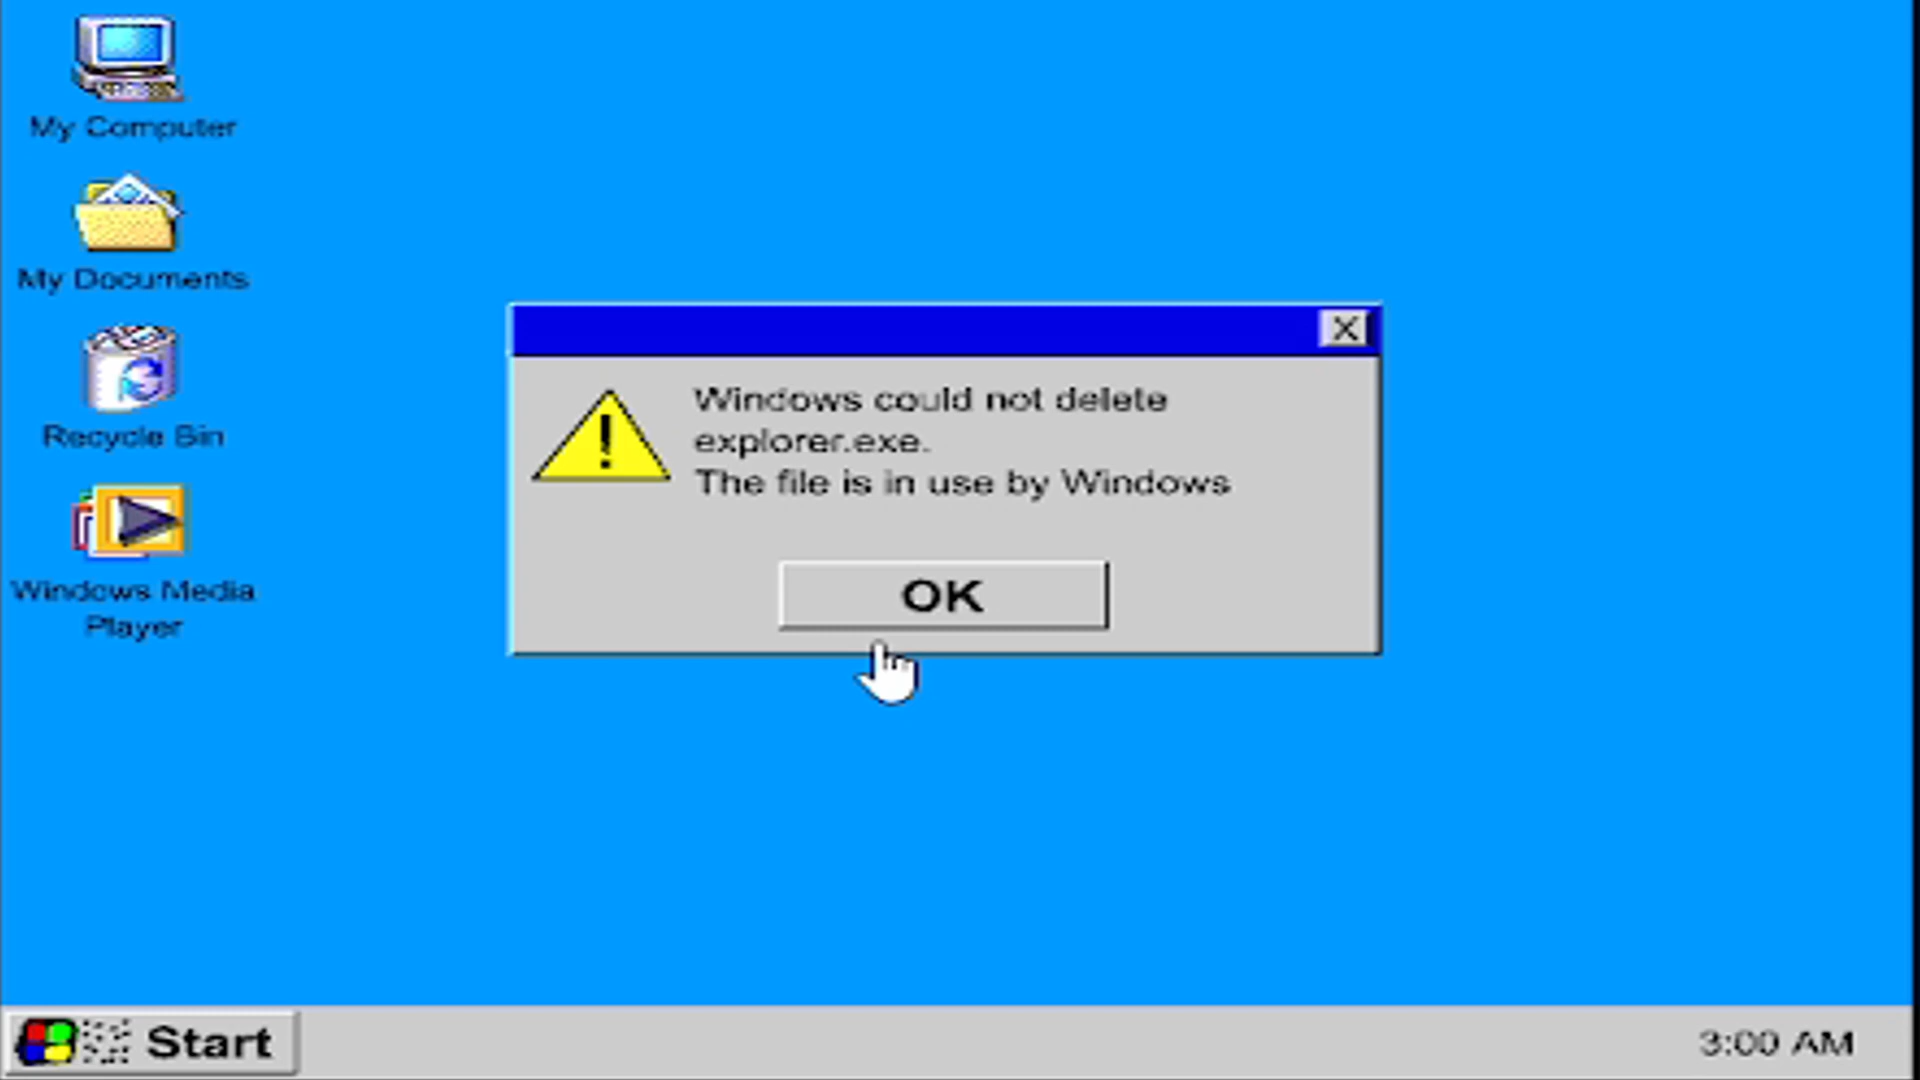 My Computer
My Documents
Recycle Bin
Windows Media
Player
X
Windows could not delete
explorer.exe.
The file is in use by Windows
!
OK
Start
3:00 AM